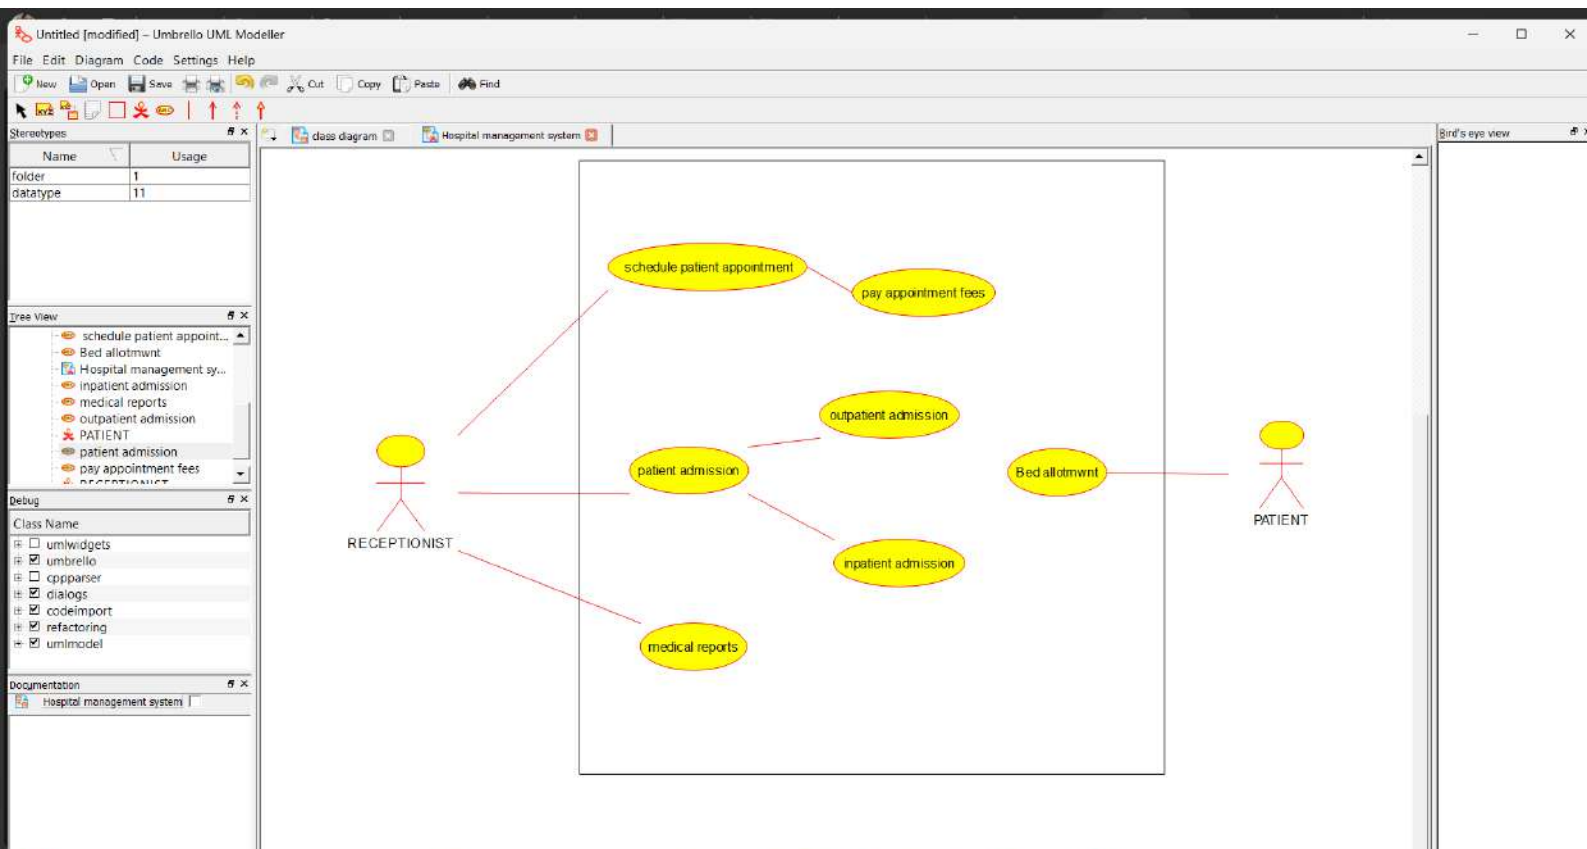 Untitled [modified] – Umbrello UML Modeller
File Edit Diagram Code Settings Help
New Open Save Cut Copy Paste Find
Stereotypes
Name Usage
folder 1
datatype 11
Tree View
schedule patient appoint...
Bed allotmwnt
Hospital management sy...
inpatient admission
medical reports
outpatient admission
PATIENT
patient admission
pay appointment fees
RECEPTIONIST
Debug
Class Name
umlwidgets
umbrello
cppparser
dialogs
codeimport
refactoring
umlmodel
Documentation
Hospital management system
class diagram Hospital management system
schedule patient appointment
pay appointment fees
outpatient admission
patient admission
Bed allotmwnt
inpatient admission
medical reports
RECEPTIONIST
PATIENT
Bird's eye view